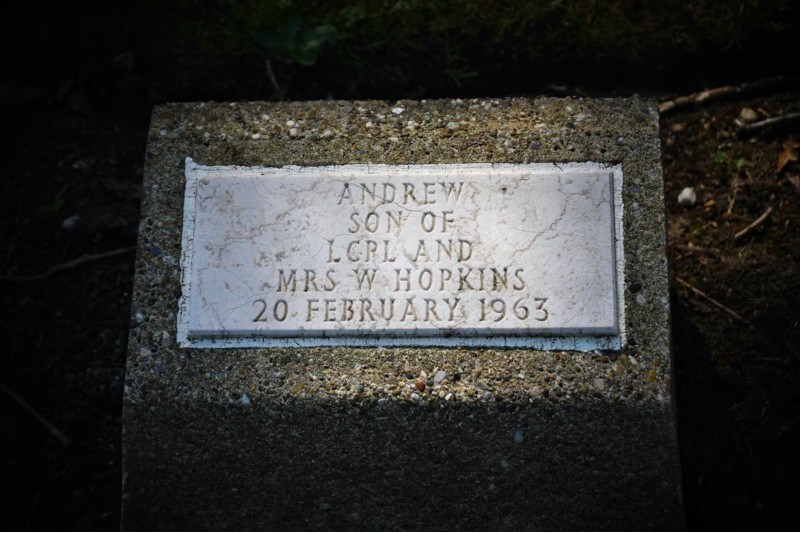 ANDREW
SON OF
LCPL AND
MRS W HOPKINS
20 FEBRUARY 1963